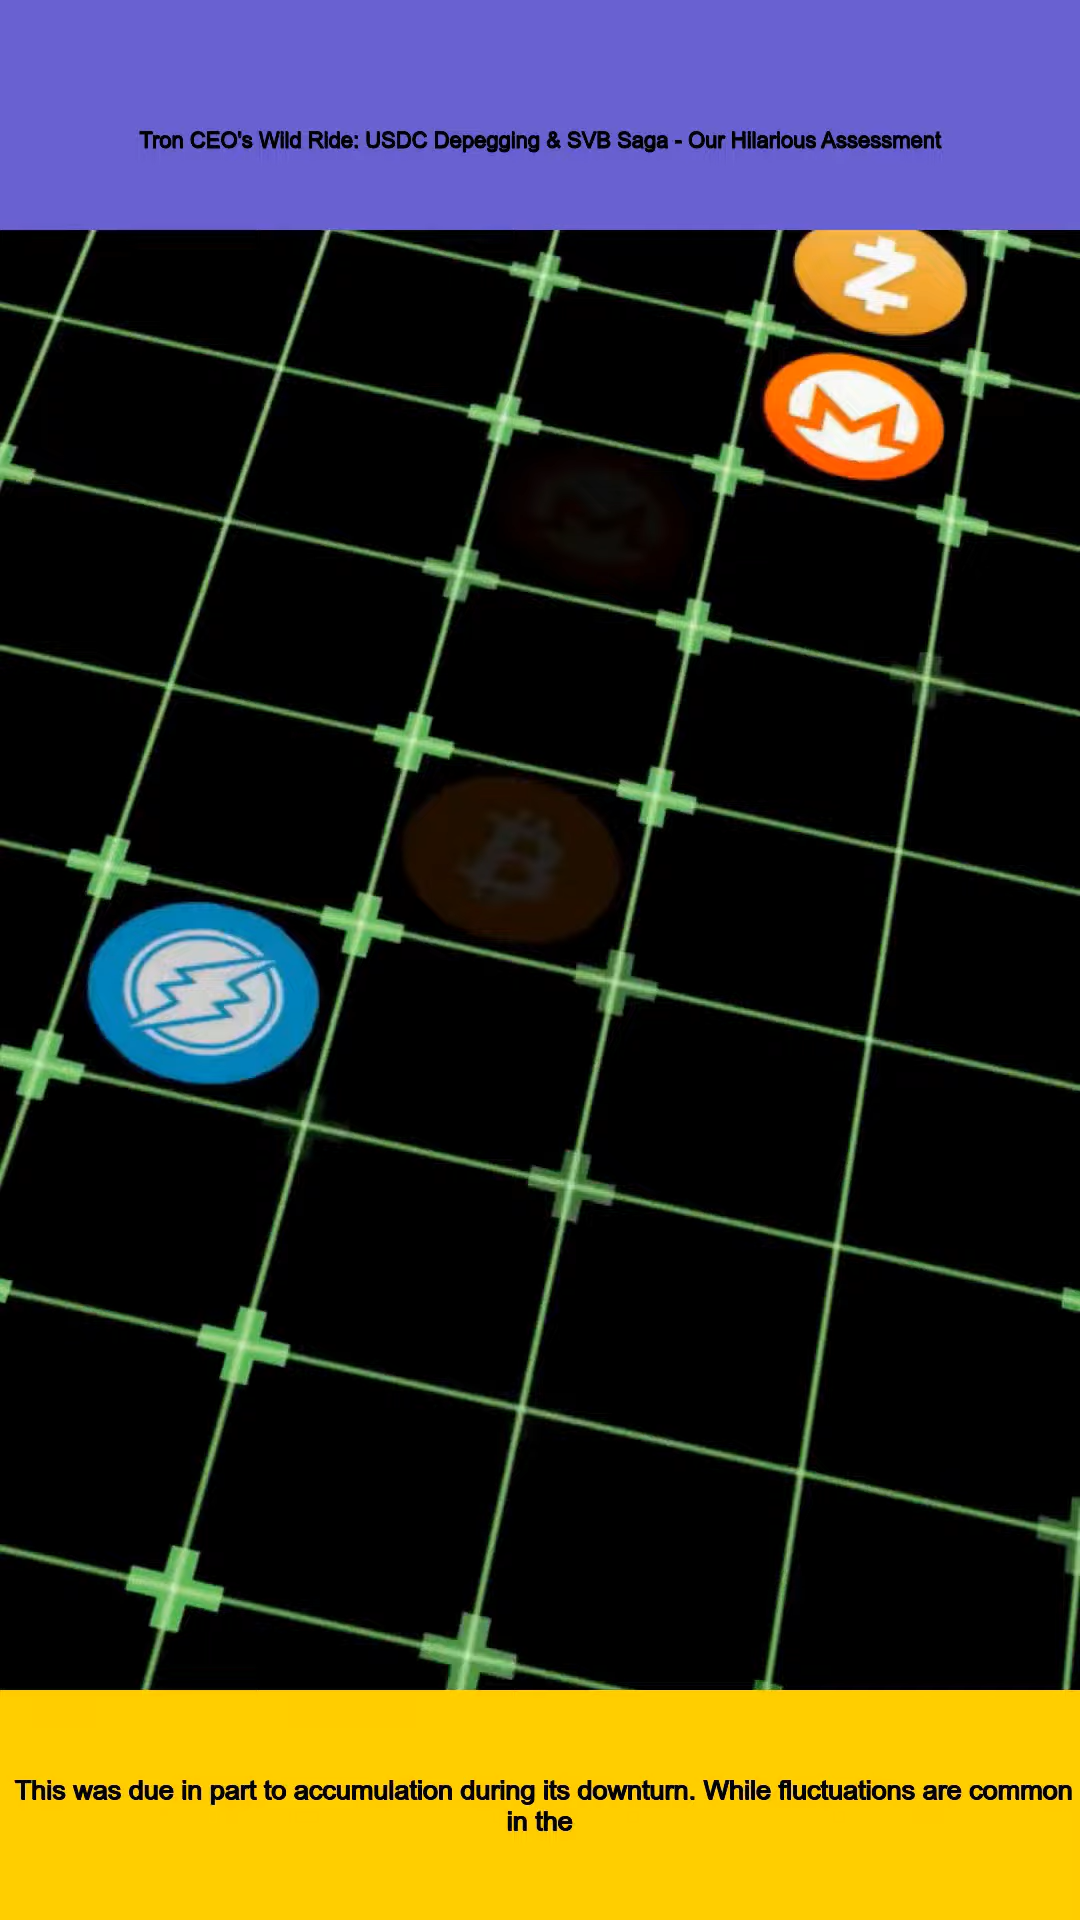 Tron CEO's Wild Ride: USDC Depegging & SVB Saga - Our Hilarious Assessment
This was due in part to accumulation during its downturn. While fluctuations are common
in the